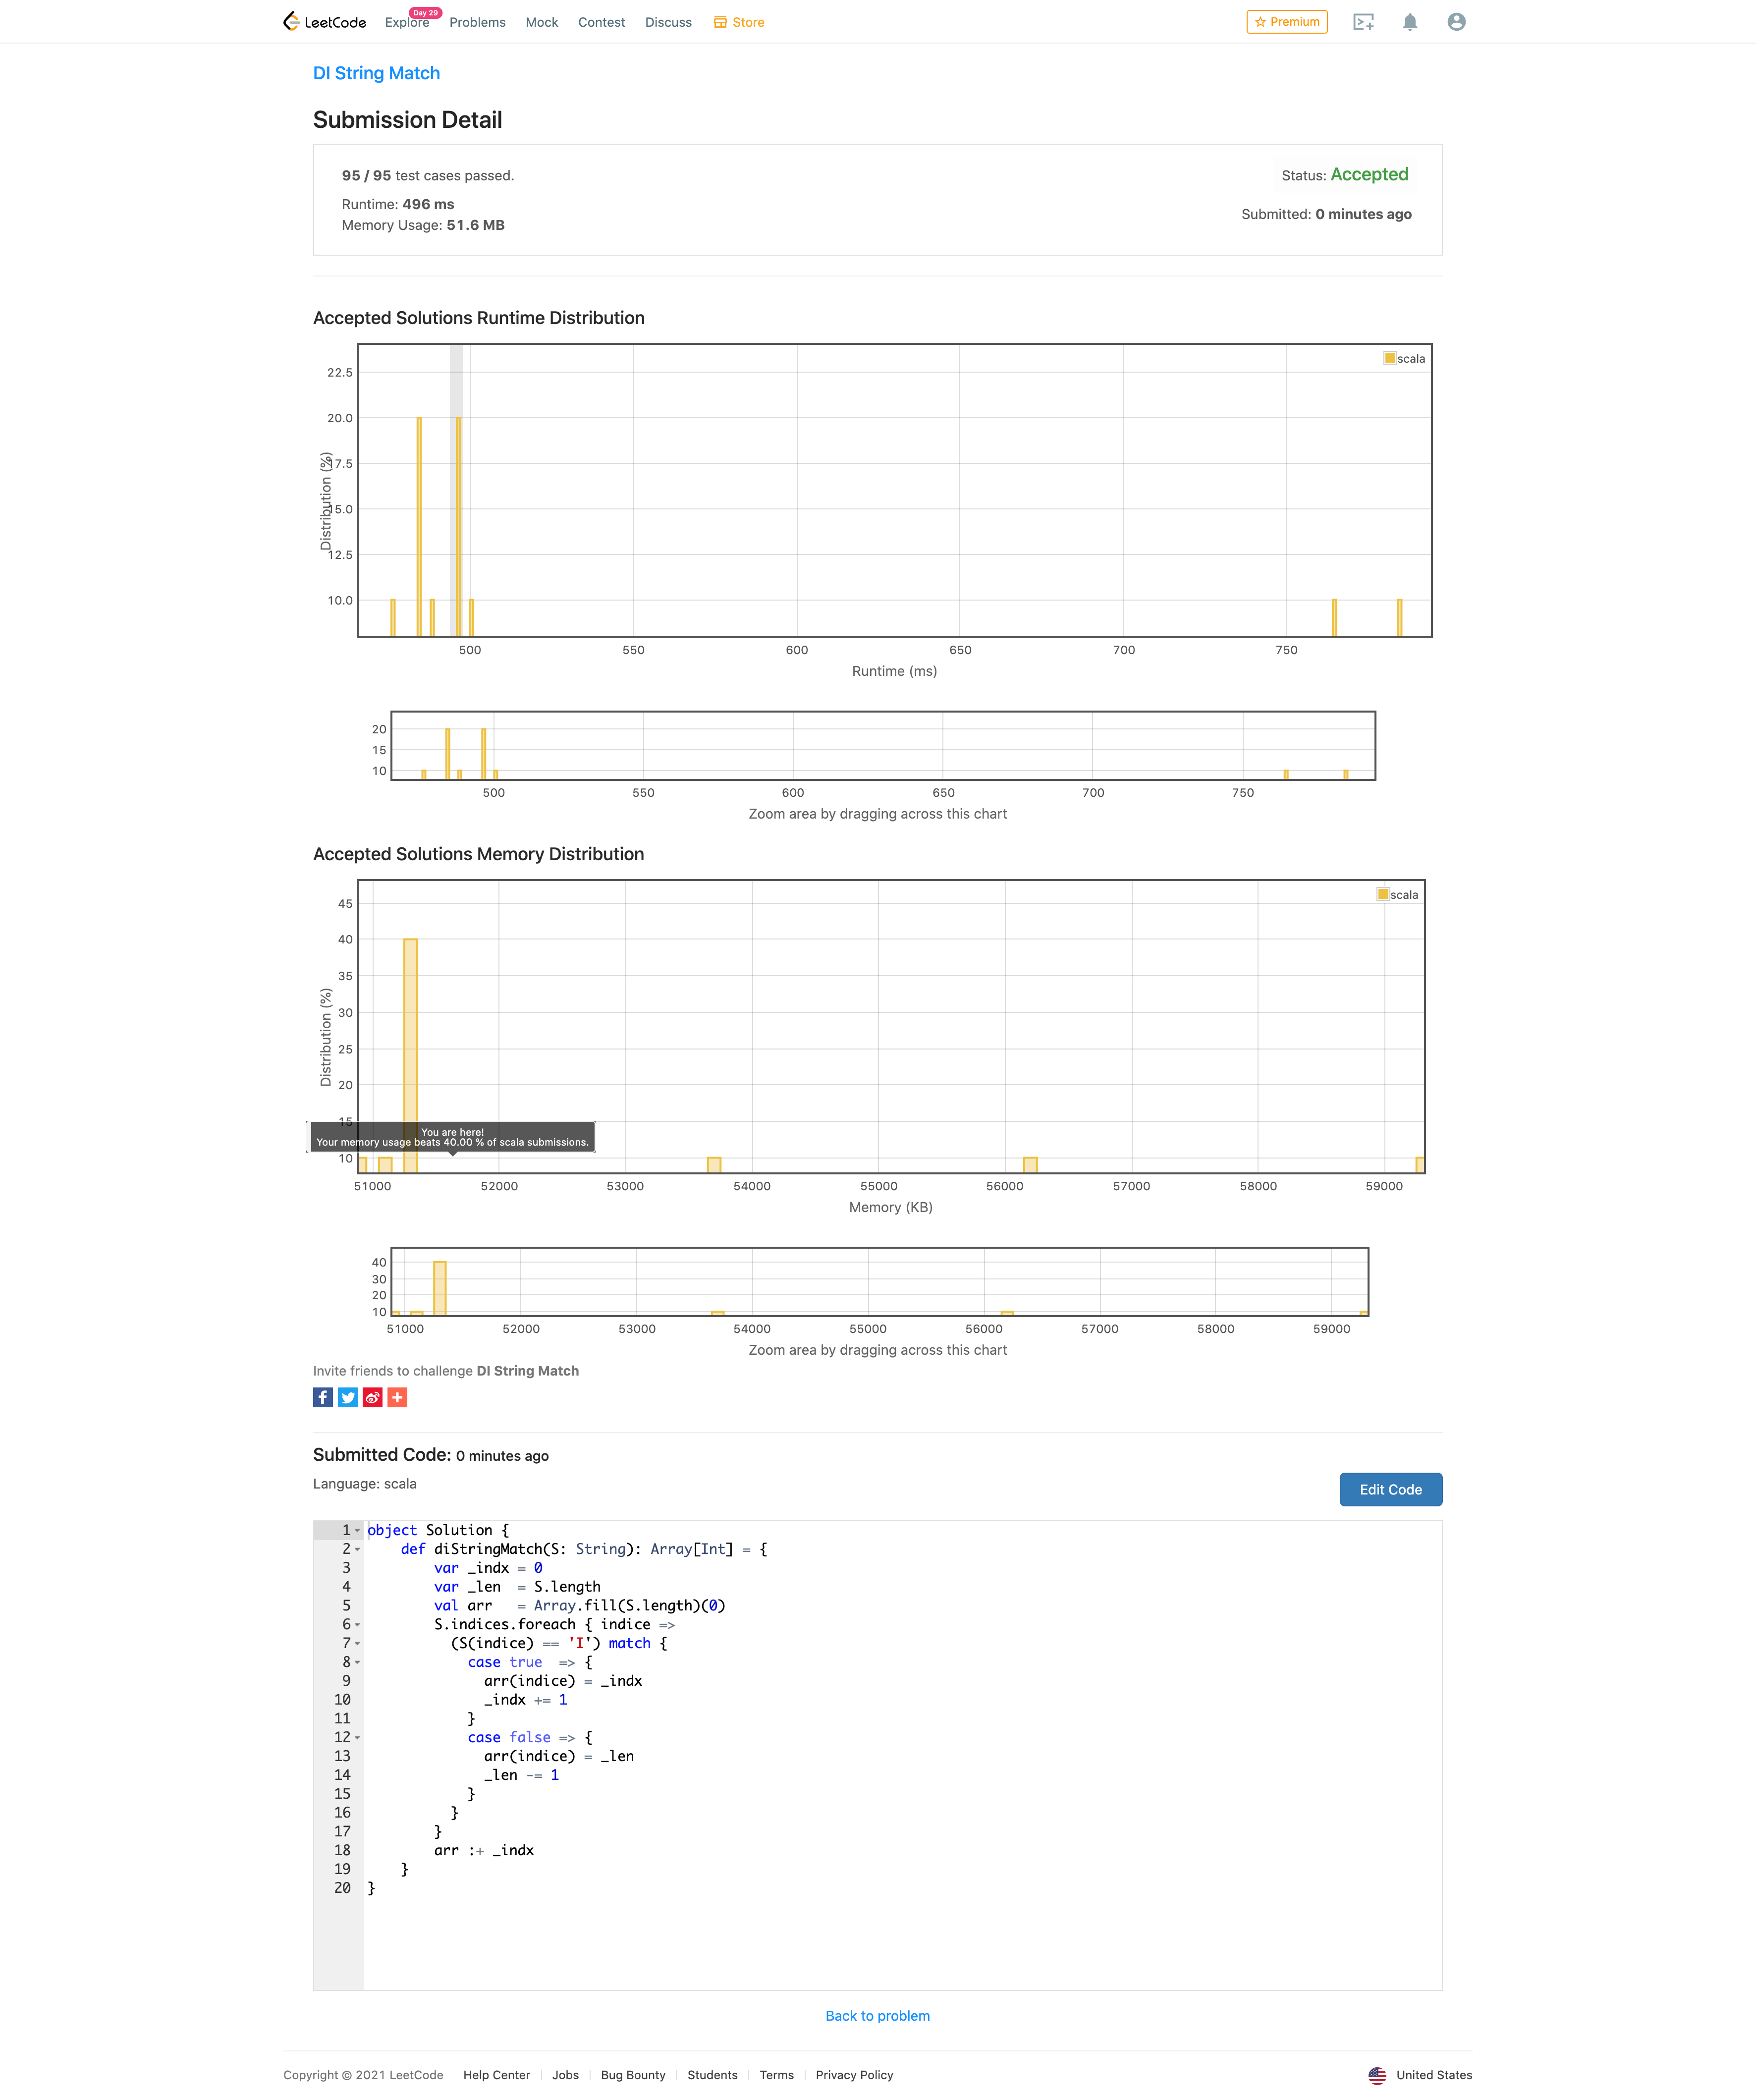 LeetCode Explore Day 29 Problems Mock Contest Discuss Store Premium
DI String Match
Submission Detail
95 / 95 test cases passed.
Status: Accepted
Runtime: 496 ms
Submitted: 0 minutes ago
Memory Usage: 51.6 MB
Accepted Solutions Runtime Distribution
scala
22.5
20.0
17.5
15.0
12.5
10.0
Distribution (%)
500 550 600 650 700 750
Runtime (ms)
20
15
10
500 550 600 650 700 750
Zoom area by dragging across this chart
Accepted Solutions Memory Distribution
scala
45
40
35
30
25
20
15
10
Distribution (%)
You are here!
Your memory usage beats 40.00 % of scala submissions.
51000 52000 53000 54000 55000 56000 57000 58000 59000
Memory (KB)
40
30
20
10
51000 52000 53000 54000 55000 56000 57000 58000 59000
Zoom area by dragging across this chart
Invite friends to challenge DI String Match
Submitted Code: 0 minutes ago
Language: scala
Edit Code
1 object Solution {
2     def diStringMatch(S: String): Array[Int] = {
3         var _indx = 0
4         var _len  = S.length
5         val arr   = Array.fill(S.length)(0)
6         S.indices.foreach { indice =>
7           (S(indice) == 'I') match {
8             case true  => {
9               arr(indice) = _indx
10               _indx += 1
11             }
12             case false => {
13               arr(indice) = _len
14               _len -= 1
15             }
16           }
17         }
18         arr :+ _indx
19     }
20 }
Back to problem
Copyright © 2021 LeetCode Help Center Jobs Bug Bounty Students Terms Privacy Policy United States